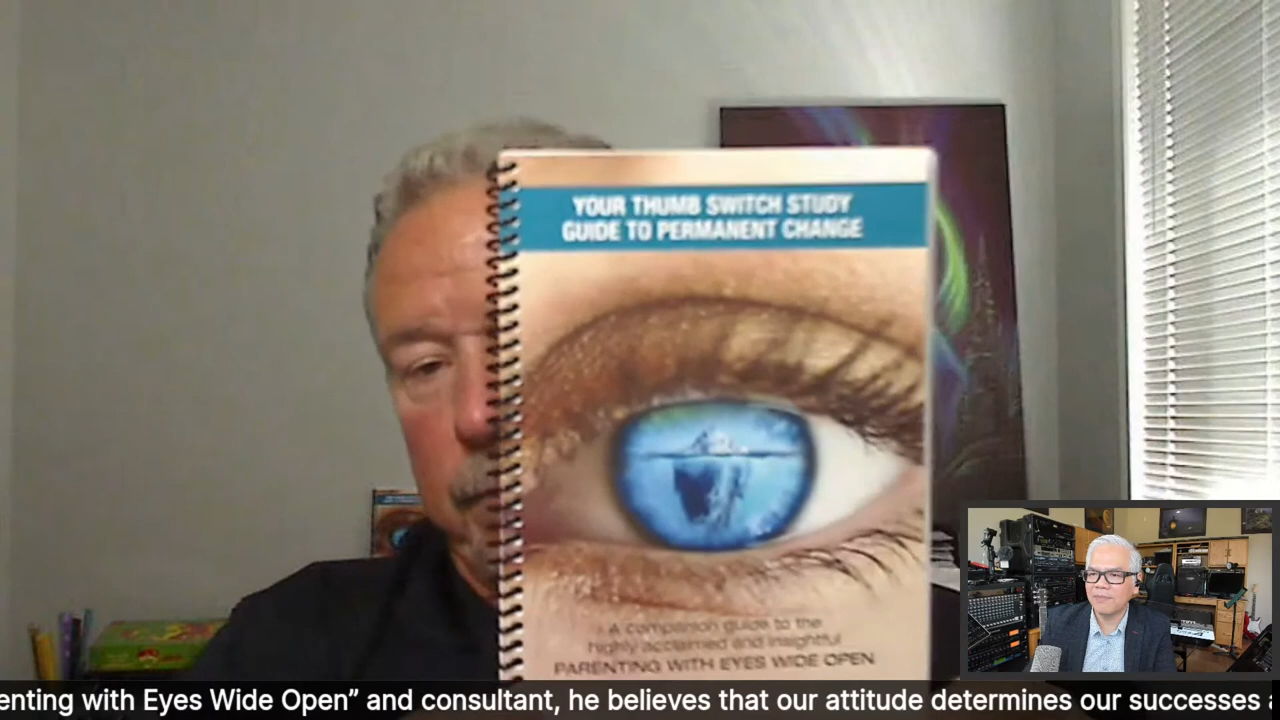 YOUR THUMB SWITCH STUDY
GUIDE TO PERMANENT CHANGE
A companion guide to the
highly acclaimed and insightful
PARENTING WITH EYES WIDE OPEN
enting with Eyes Wide Open” and consultant, he believes that our attitude determines our successes a